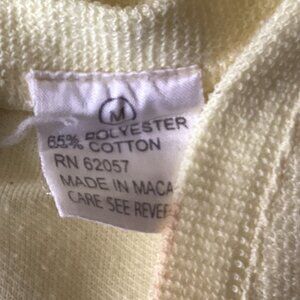 M
65% POLYESTER
COTTON
RN 62057
MADE IN MACA
CARE SEE REVER